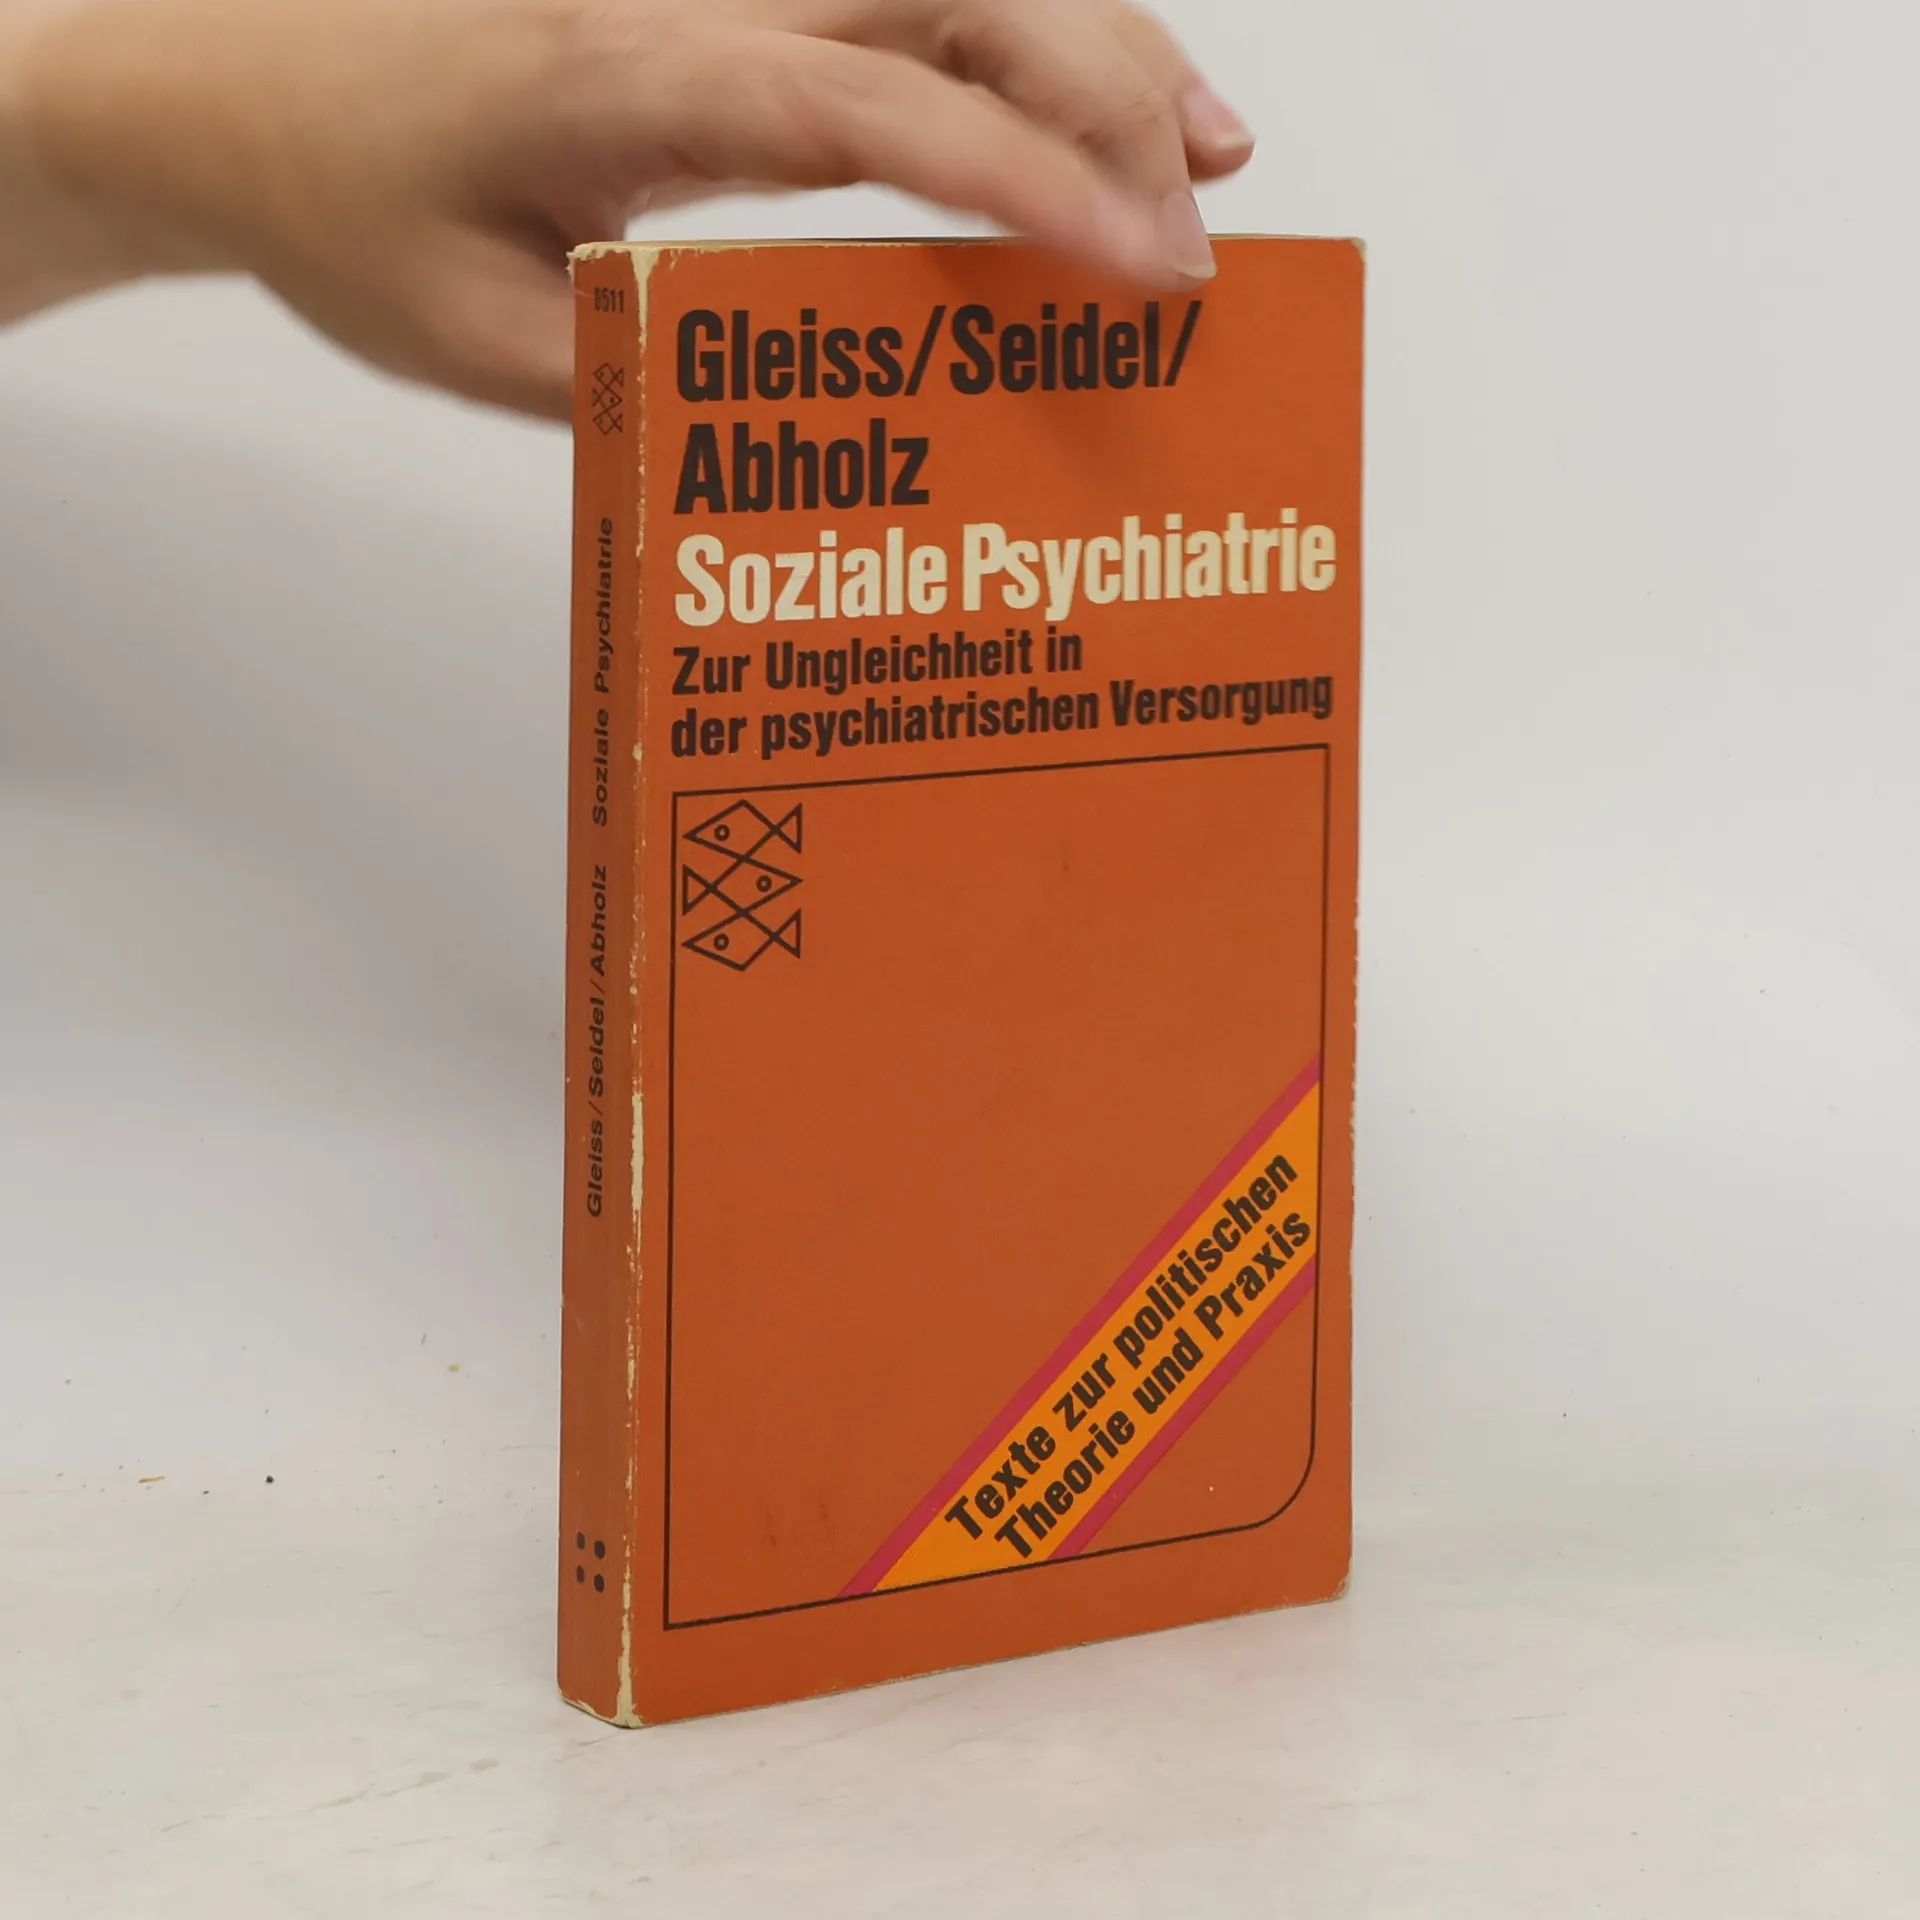 6511
Soziale Psychiatrie
Gleiss/Seidel/Abholz
Gleiss/Seidel/
Abholz
Soziale Psychiatrie
Zur Ungleichheit in
der psychiatrischen Versorgung
Texte zur politischen
Theorie und Praxis